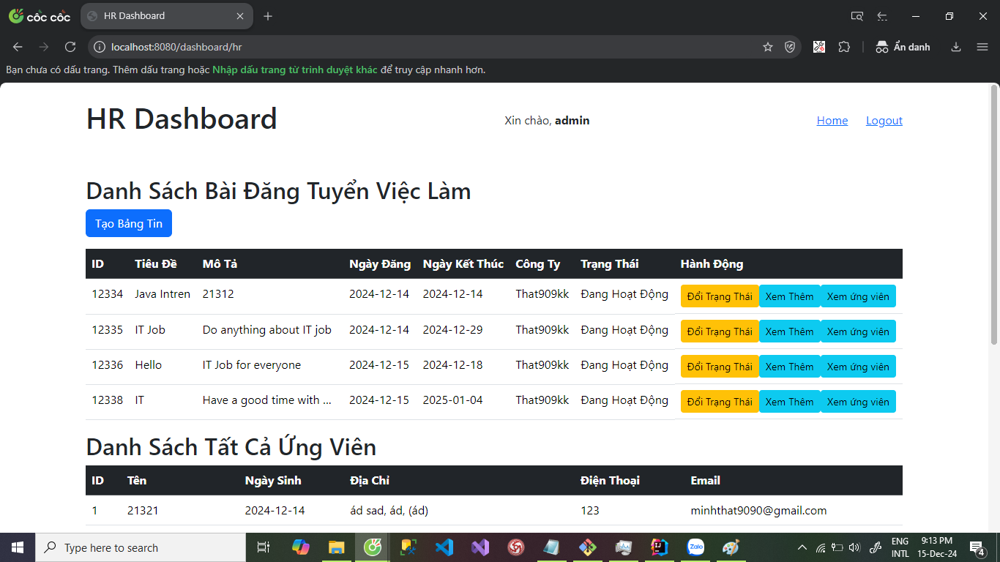 cốc cốc HR Dashboard
localhost:8080/dashboard/hr Ẩn danh
Bạn chưa có dấu trang. Thêm dấu trang hoặc Nhập dấu trang từ trình duyệt khác để truy cập nhanh hơn.
HR Dashboard Xin chào, admin Home Logout
Danh Sách Bài Đăng Tuyển Việc Làm
Tạo Bảng Tin
ID Tiêu Đề Mô Tả Ngày Đăng Ngày Kết Thúc Công Ty Trạng Thái Hành Động
12334 Java Intren 21312 2024-12-14 2024-12-14 That909kk Đang Hoạt Động Đổi Trạng Thái Xem Thêm Xem ứng viên
12335 IT Job Do anything about IT job 2024-12-14 2024-12-29 That909kk Đang Hoạt Động Đổi Trạng Thái Xem Thêm Xem ứng viên
12336 Hello IT Job for everyone 2024-12-15 2024-12-18 That909kk Đang Hoạt Động Đổi Trạng Thái Xem Thêm Xem ứng viên
12338 IT Have a good time with ... 2024-12-15 2025-01-04 That909kk Đang Hoạt Động Đổi Trạng Thái Xem Thêm Xem ứng viên
Danh Sách Tất Cả Ứng Viên
ID Tên Ngày Sinh Địa Chỉ Điện Thoại Email
1 21321 2024-12-14 ád sad, ád, (ád) 123 minhthat9090@gmail.com
Type here to search Zalo ENG 9:13 PM
INTL 15-Dec-24 4